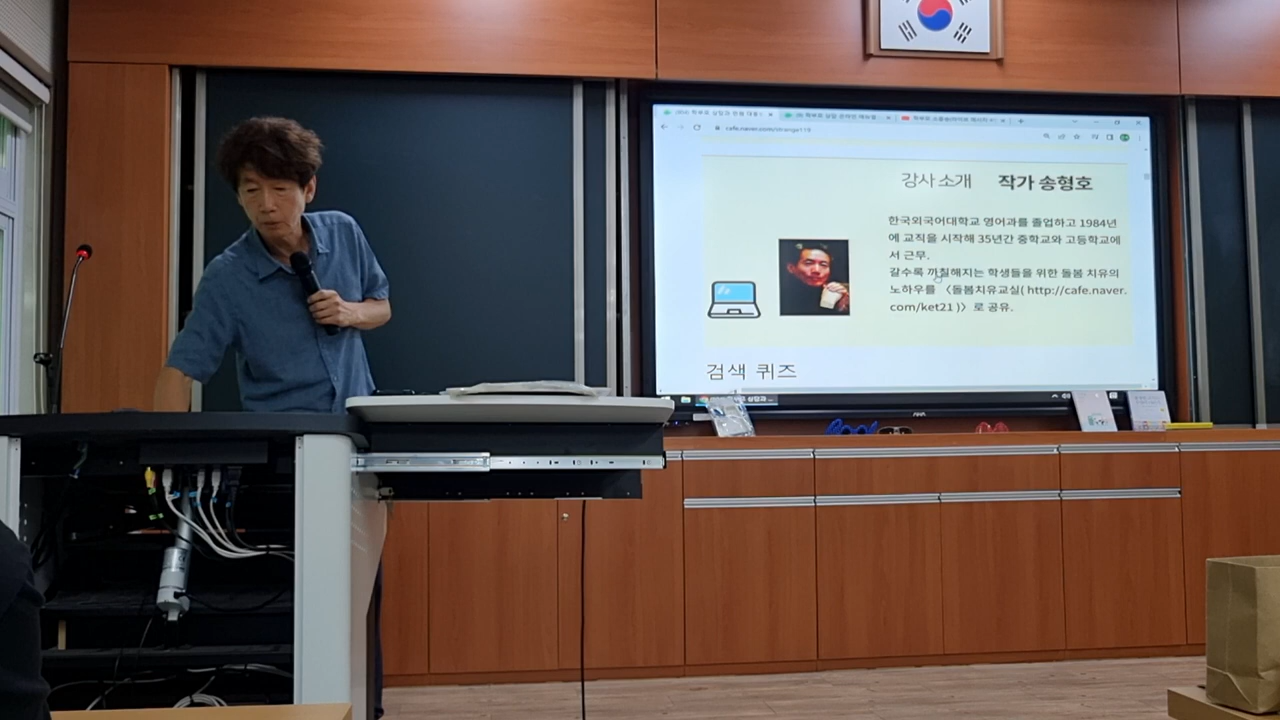 cafe.naver.com/strange119
강사 소개 작가 송형호
한국외국어대학교 영어과를 졸업하고 1984년
에 교직을 시작해 35년간 중학교와 고등학교에
서 근무.
갈수록 까칠해지는 학생들을 위한 돌봄 치유의
노하우를 〈돌봄치유교실( http://cafe.naver.
com/ket21 )〉로 공유.
검색 퀴즈